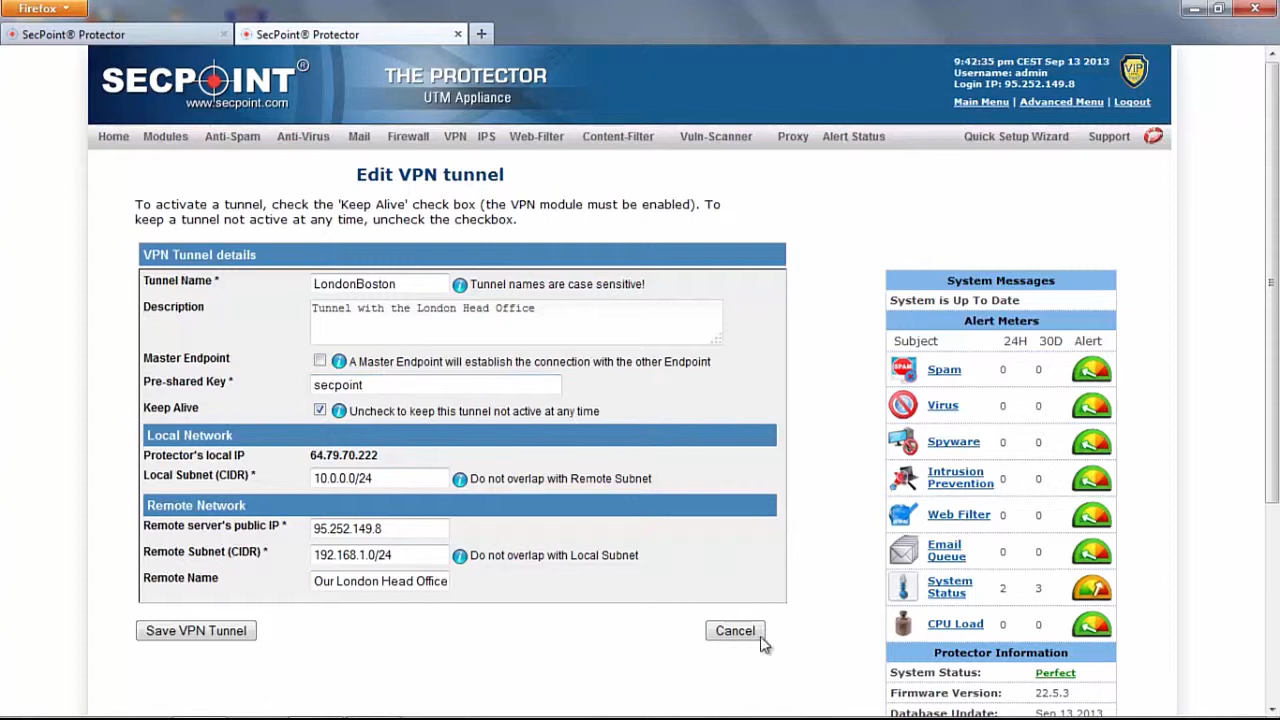 Firefox
SecPoint® Protector
SecPoint® Protector
SECPOINT®
www.secpoint.com
THE PROTECTOR
UTM Appliance
9:42:35 pm CEST Sep 13 2013
Username: admin
Login IP: 95.252.149.8
Main Menu | Advanced Menu | Logout
VIP
Home Modules Anti-Spam Anti-Virus Mail Firewall VPN IPS Web-Filter Content-Filter Vuln-Scanner Proxy Alert Status Quick Setup Wizard Support
Edit VPN tunnel
To activate a tunnel, check the 'Keep Alive' check box (the VPN module must be enabled). To
keep a tunnel not active at any time, uncheck the checkbox.
VPN Tunnel details
Tunnel Name * LondonBoston Tunnel names are case sensitive!
Description Tunnel with the London Head Office
Master Endpoint A Master Endpoint will establish the connection with the other Endpoint
Pre-shared Key * secpoint
Keep Alive Uncheck to keep this tunnel not active at any time
Local Network
Protector's local IP 64.79.70.222
Local Subnet (CIDR) * 10.0.0.0/24 Do not overlap with Remote Subnet
Remote Network
Remote server's public IP * 95.252.149.8
Remote Subnet (CIDR) * 192.168.1.0/24 Do not overlap with Local Subnet
Remote Name Our London Head Office
Save VPN Tunnel Cancel
System Messages
System is Up To Date
Alert Meters
Subject 24H 30D Alert
SPAM Spam 0 0
Virus 0 0
Spyware 0 0
Intrusion
Prevention 0 0
Web Filter 0 0
Email
Queue 0 0
System
Status 2 3
CPU Load 0 0
Protector Information
System Status: Perfect
Firmware Version: 22.5.3
Database Update: Sep 13 2013